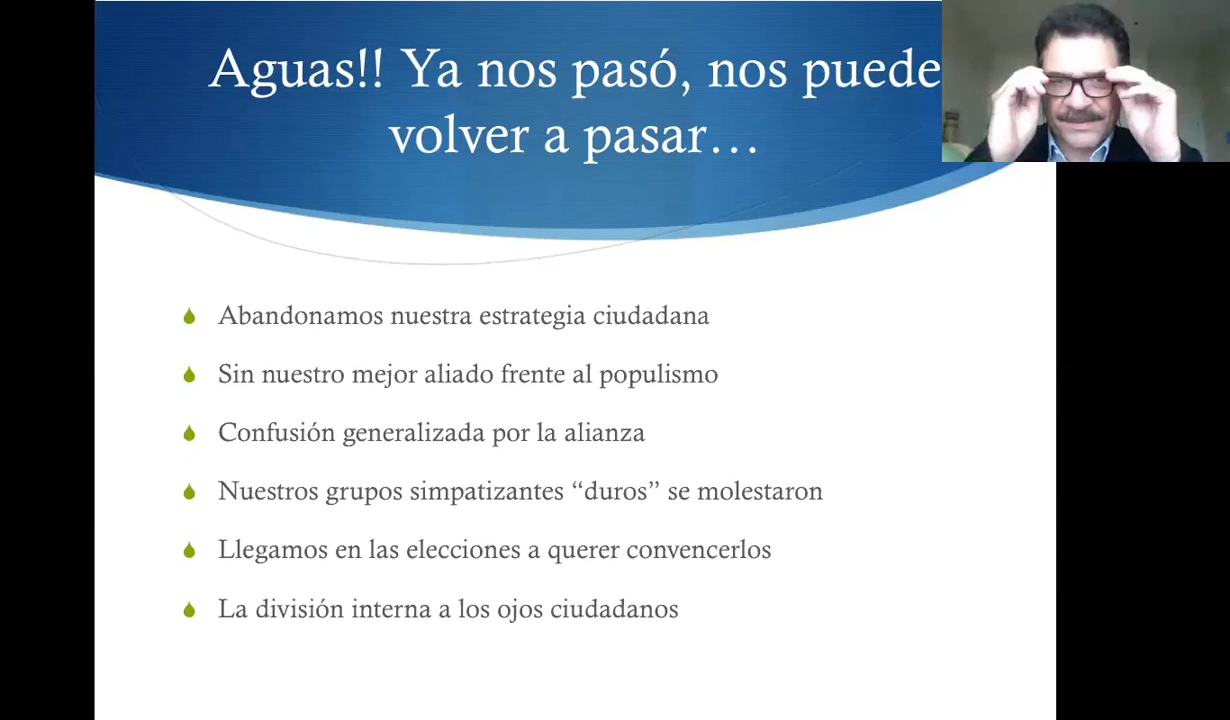 Aguas!! Ya nos pasó, nos puede
volver a pasar…
Abandonamos nuestra estrategia ciudadana
Sin nuestro mejor aliado frente al populismo
Confusión generalizada por la alianza
Nuestros grupos simpatizantes “duros” se molestaron
Llegamos en las elecciones a querer convencerlos
La división interna a los ojos ciudadanos